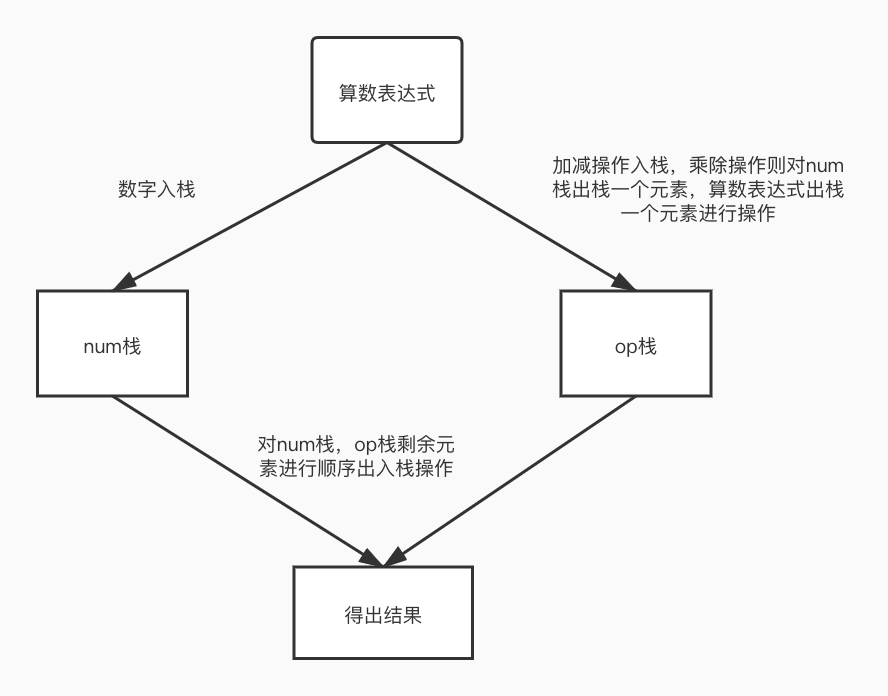 算数表达式
数字入栈
加减操作入栈，乘除操作则对num
栈出栈一个元素，算数表达式出栈
一个元素进行操作
num栈
op栈
对num栈，op栈剩余元
素进行顺序出入栈操作
得出结果